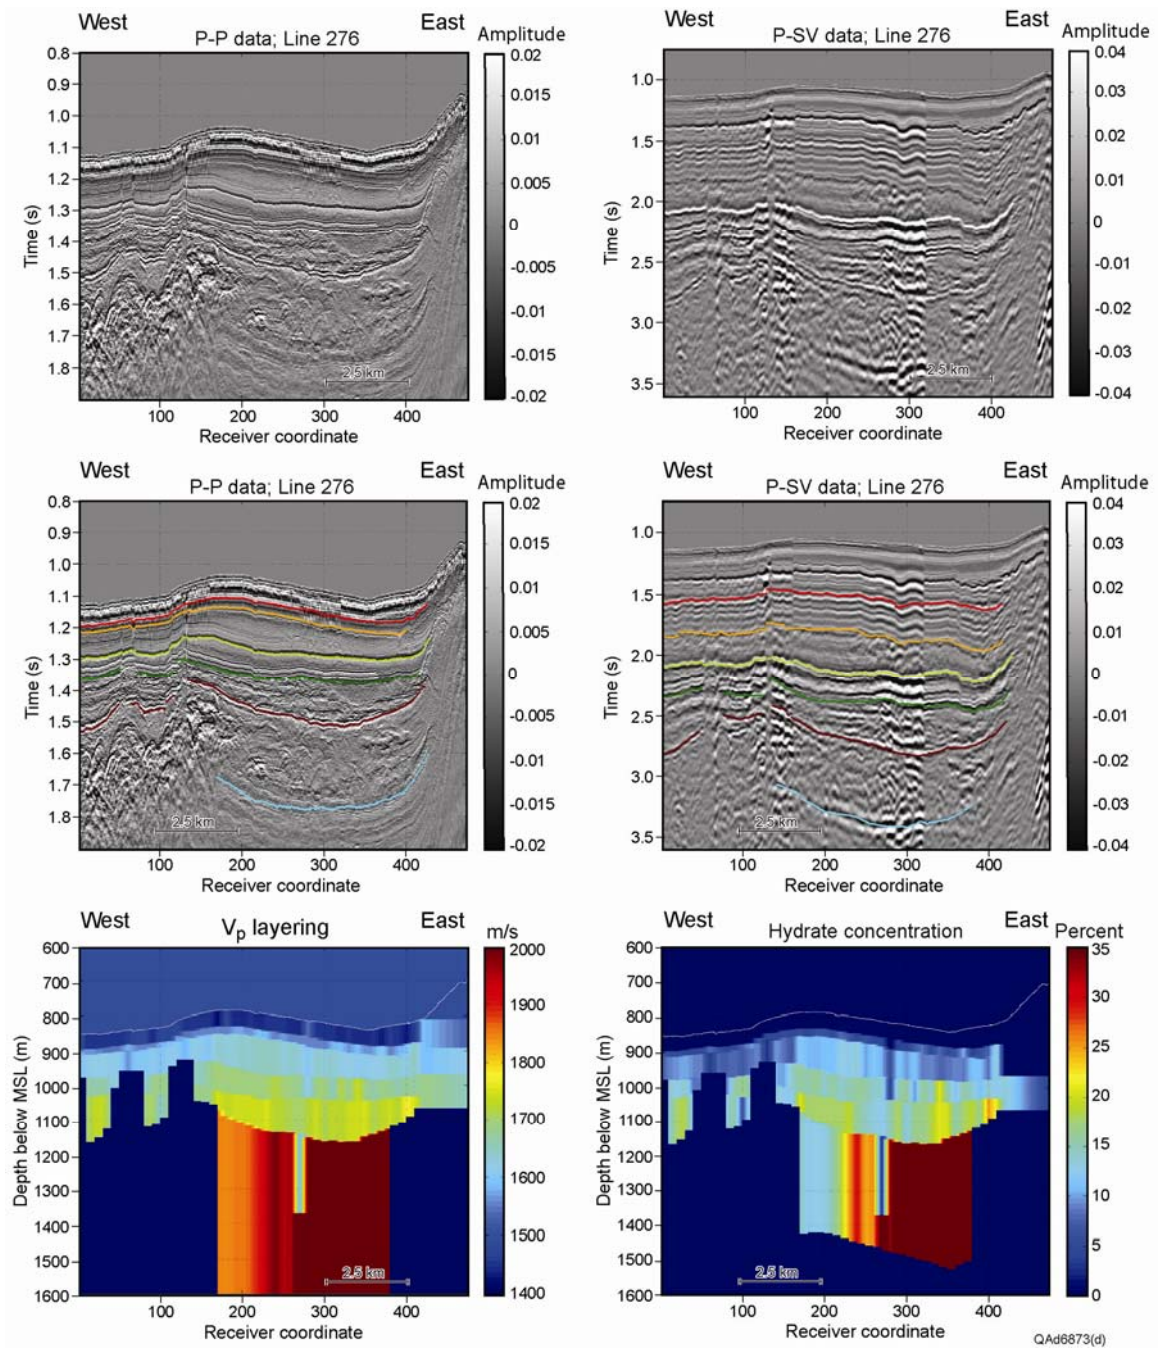 West East
P-P data; Line 276
Amplitude
0.8
0.9
1.0
1.1
1.2
1.3
1.4
1.5
1.6
1.7
1.8
Time (s)
2.5 km
100 200 300 400
Receiver coordinate
0.02
0.015
0.01
0.005
0
-0.005
-0.01
-0.015
-0.02
West East
P-SV data; Line 276
Amplitude
1.0
1.5
2.0
2.5
3.0
3.5
Time (s)
2.5 km
100 200 300 400
Receiver coordinate
0.04
0.03
0.02
0.01
0
-0.01
-0.02
-0.03
-0.04
West East
P-P data; Line 276
Amplitude
0.8
0.9
1.0
1.1
1.2
1.3
1.4
1.5
1.6
1.7
1.8
Time (s)
2.5 km
100 200 300 400
Receiver coordinate
0.02
0.015
0.01
0.005
0
-0.005
-0.01
-0.015
-0.02
West East
P-SV data; Line 276
Amplitude
1.0
1.5
2.0
2.5
3.0
3.5
Time (s)
2.5 km
100 200 300 400
Receiver coordinate
0.04
0.03
0.02
0.01
0
-0.01
-0.02
-0.03
-0.04
West East
Vp layering
m/s
600
700
800
900
1000
1100
1200
1300
1400
1500
1600
Depth below MSL (m)
2.5 km
100 200 300 400
Receiver coordinate
2000
1900
1800
1700
1600
1500
1400
West East
Hydrate concentration
Percent
600
700
800
900
1000
1100
1200
1300
1400
1500
1600
Depth below MSL (m)
2.5 km
100 200 300 400
Receiver coordinate
35
30
25
20
15
10
5
0
QAd6873(d)